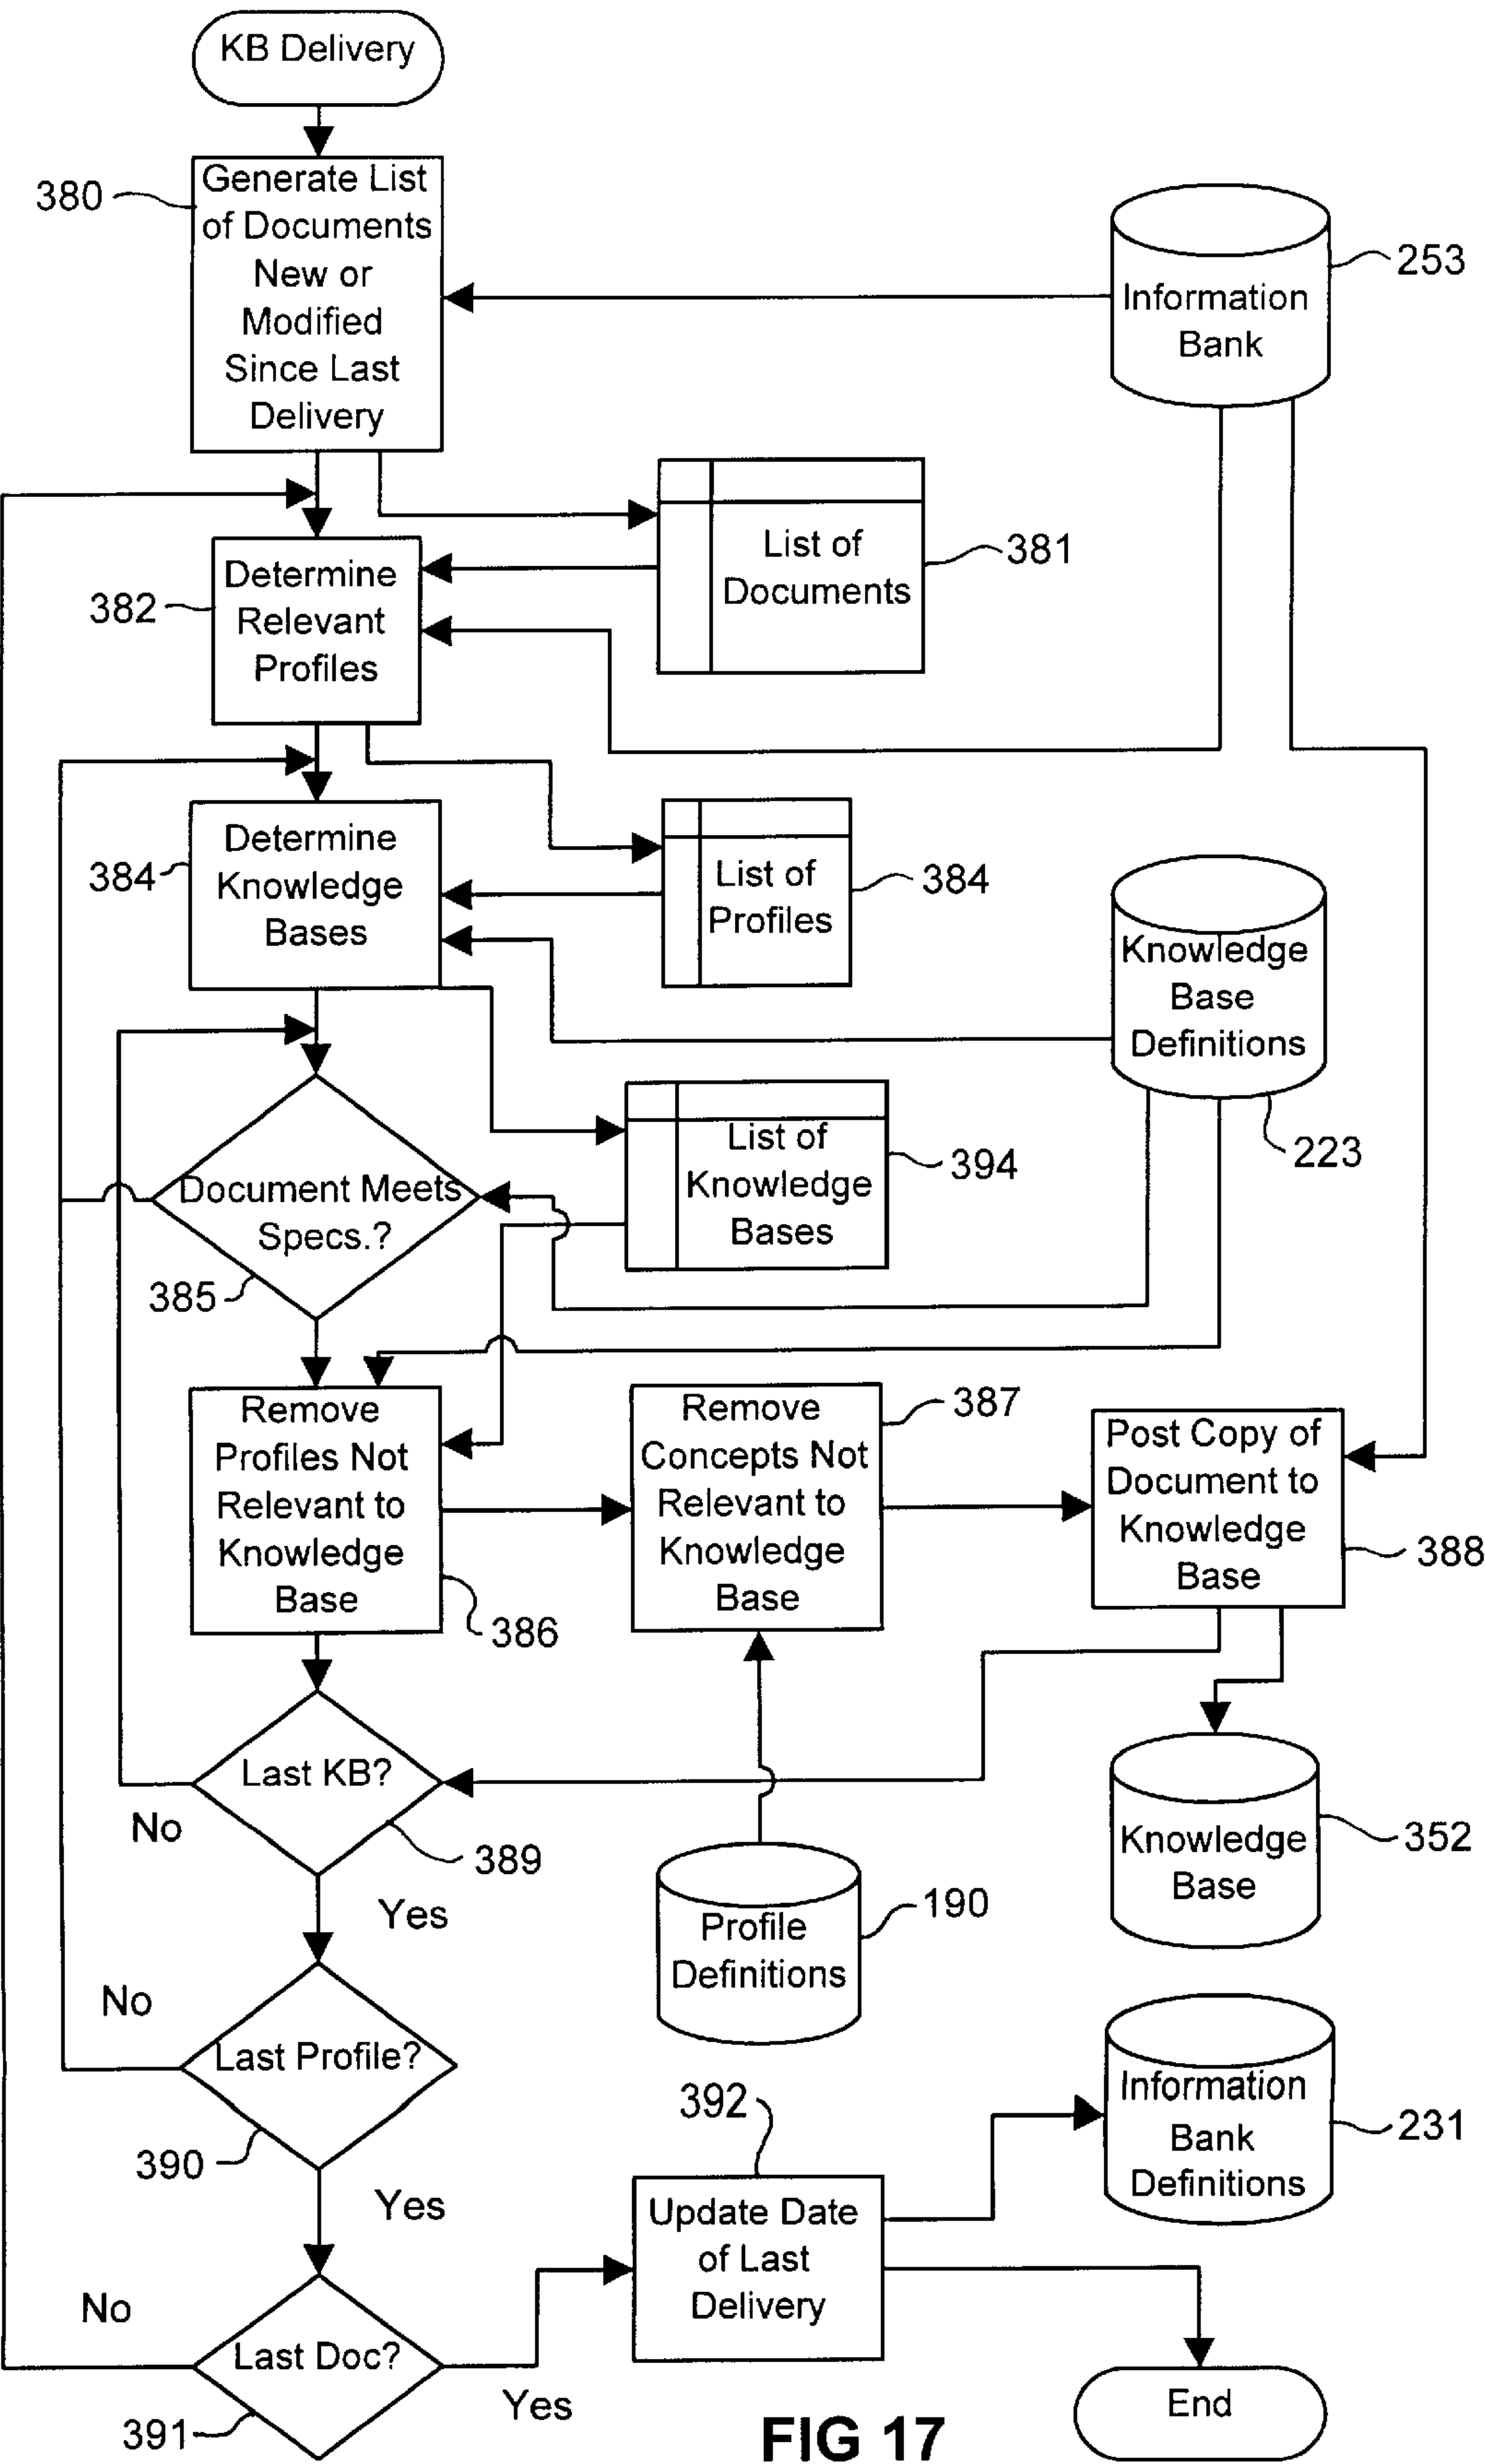 KB Delivery
380
Generate List
of Documents
New or
Modified
Since Last
Delivery
253
Information
Bank
List of
Documents
381
382
Determine
Relevant
Profiles
384
Determine
Knowledge
Bases
List of
Profiles
384
Knowledge
Base
Definitions
223
List of
Knowledge
Bases
394
Document Meets
Specs.?
385
Remove
Profiles Not
Relevant to
Knowledge
Base
386
Remove
Concepts Not
Relevant to
Knowledge
Base
387
Post Copy of
Document to
Knowledge
Base
388
Last KB?
No
389
Yes
Knowledge
Base
352
Profile
Definitions
190
No
Last Profile?
390
Yes
392
Update Date
of Last
Delivery
Information
Bank
Definitions
231
No
Last Doc?
391
Yes
End
FIG 17